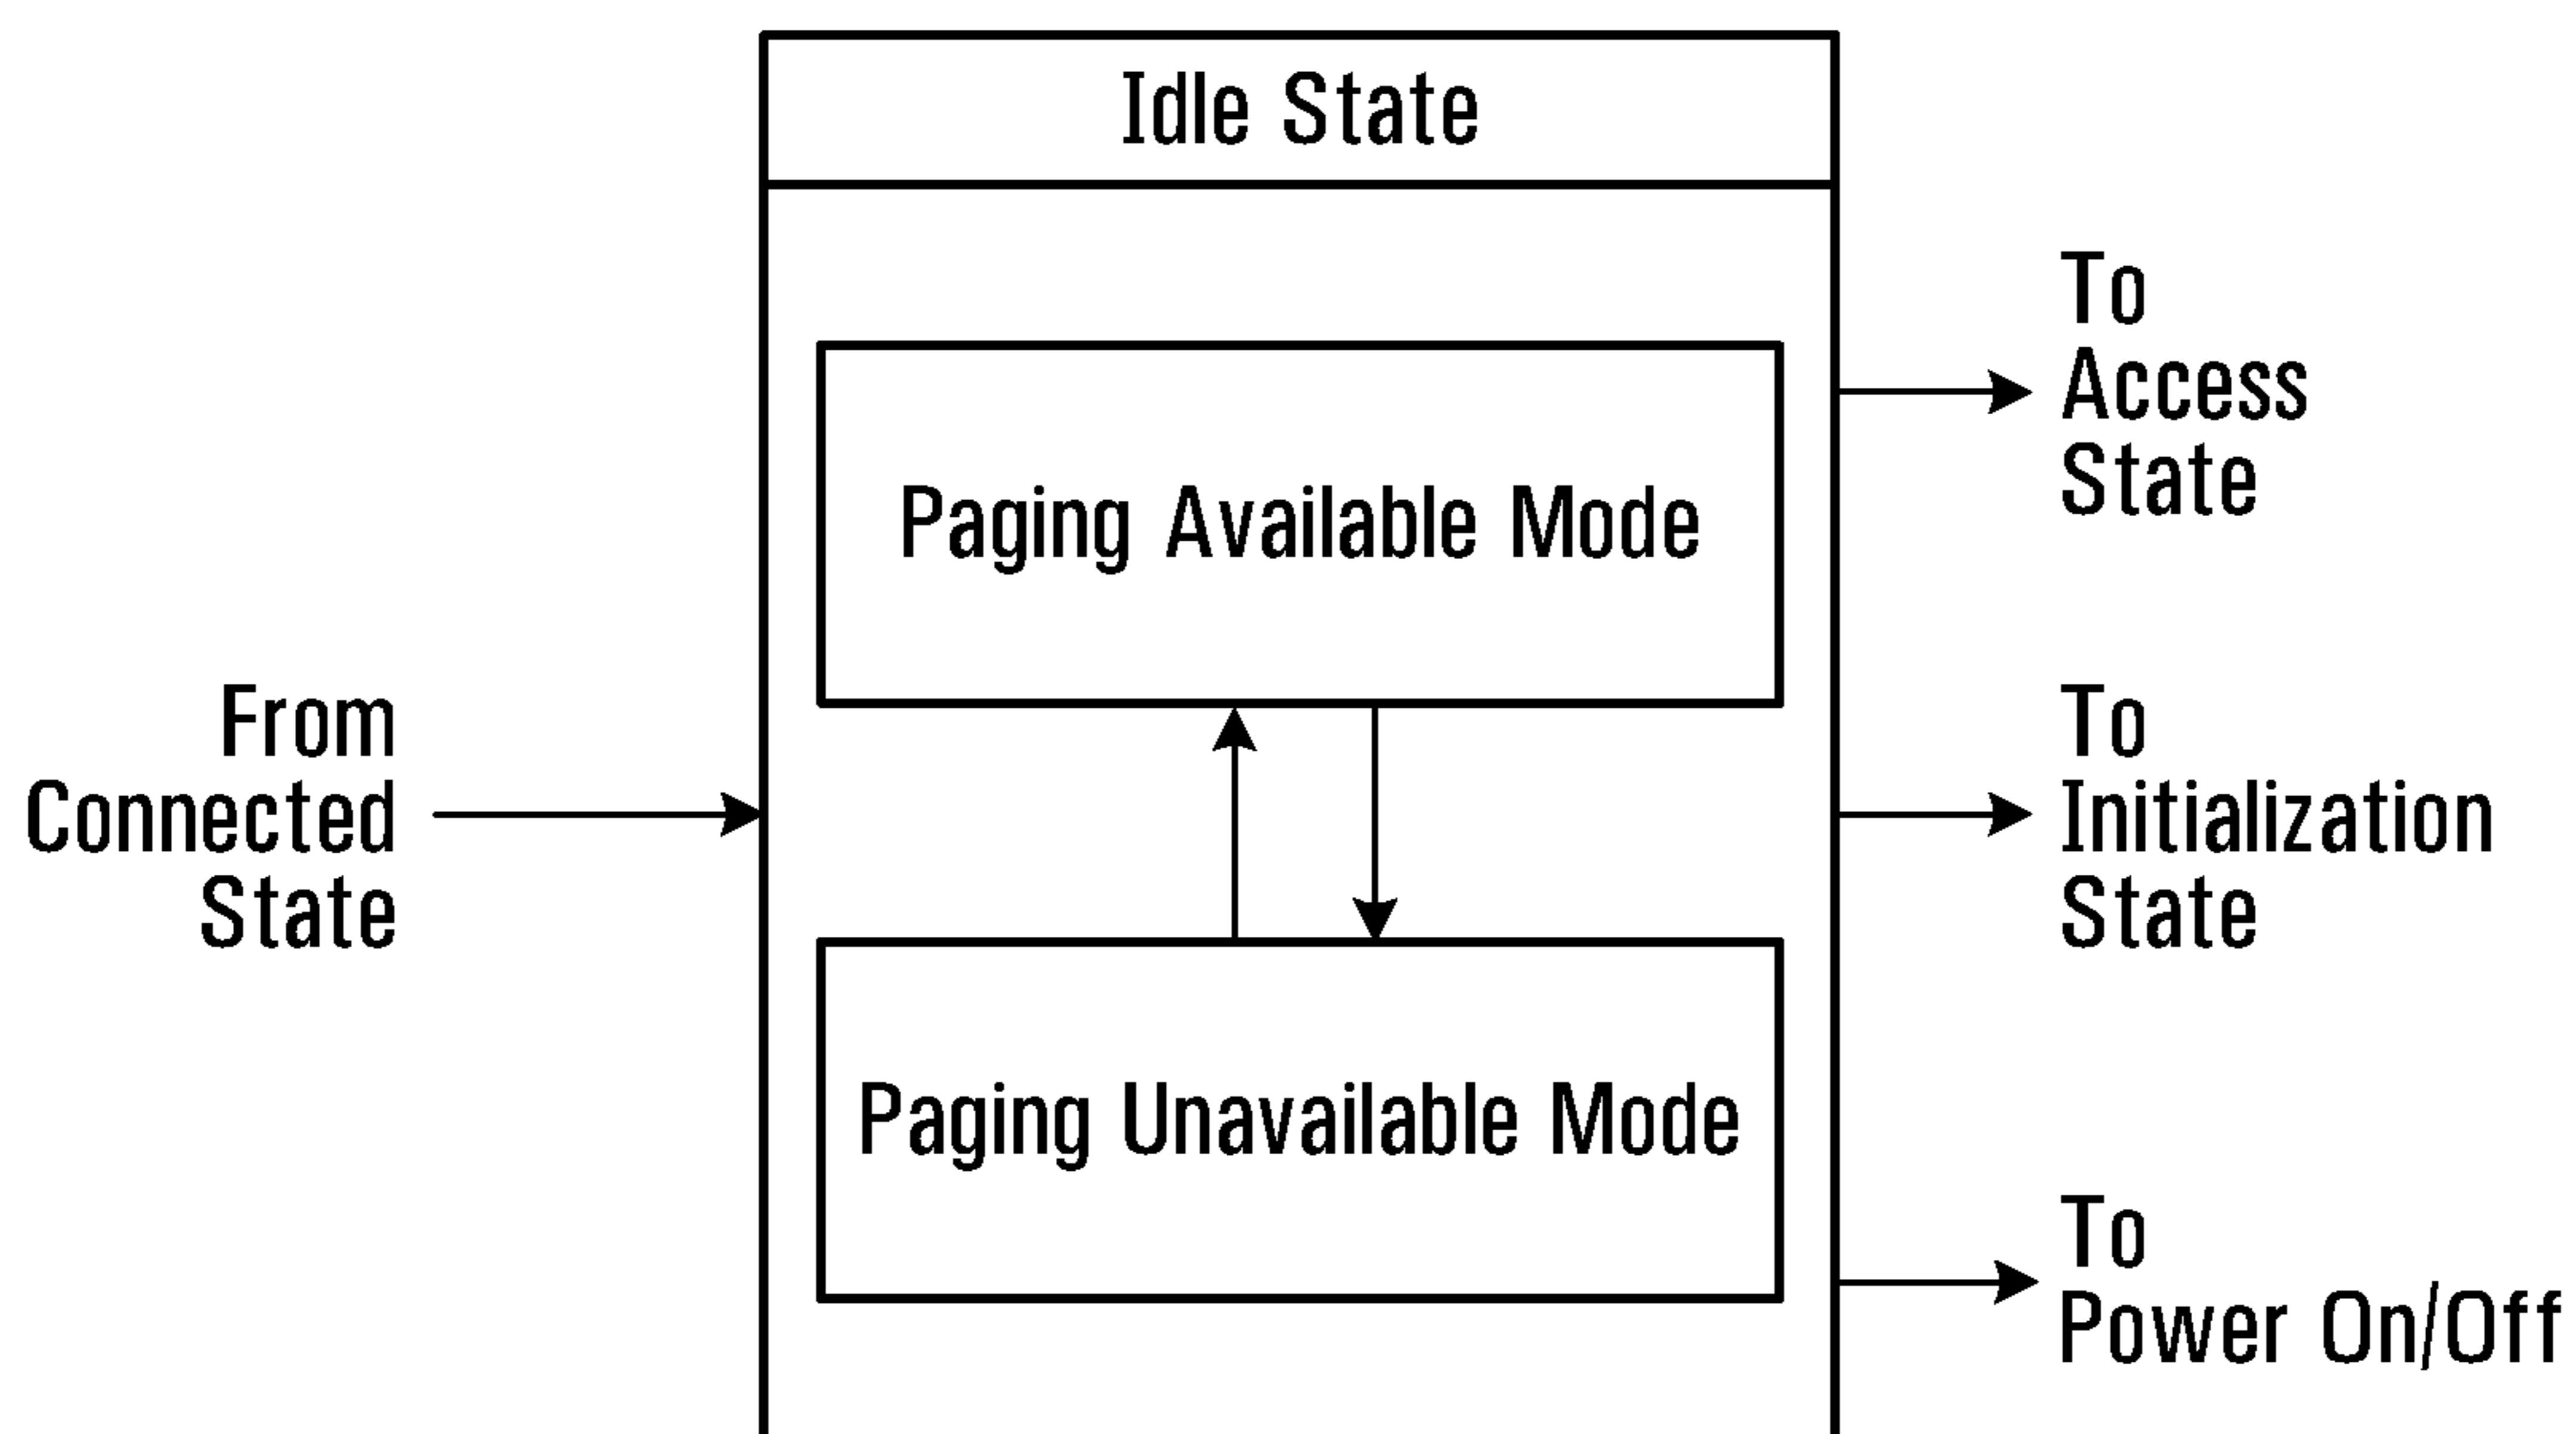 Idle State
To
Access
State
Paging Available Mode
From
Connected
State
To
Initialization
State
Paging Unavailable Mode
To
Power On/Off